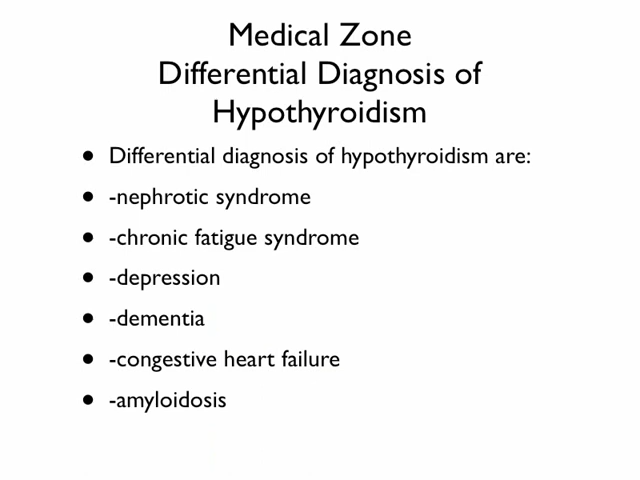 Medical Zone
Differential Diagnosis of
Hypothyroidism
• Differential diagnosis of hypothyroidism are:
• -nephrotic syndrome
• -chronic fatigue syndrome
• -depression
• -dementia
• -congestive heart failure
• -amyloidosis